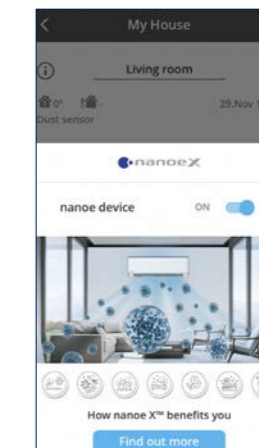 My House
Living room
0°
29.Nov 1
Dust sensor
nanoeX
nanoe device
ON
How nanoe X™ benefits you
Find out more